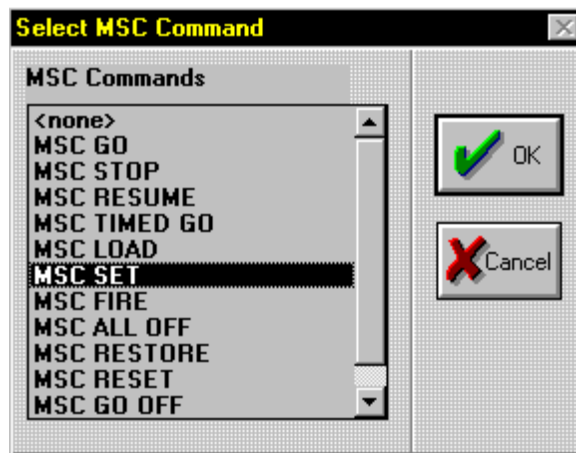 Select MSC Command
MSC Commands
<none>
MSC GO
MSC STOP
MSC RESUME
MSC TIMED GO
MSC LOAD
MSC SET
MSC FIRE
MSC ALL OFF
MSC RESTORE
MSC RESET
MSC GO OFF
OK
Cancel